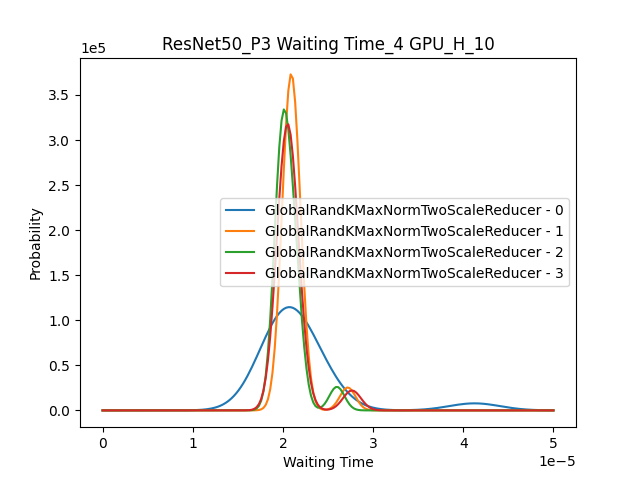 ResNet50_P3 Waiting Time_4 GPU_H_10
1e5
3.5
3.0
2.5
2.0
1.5
1.0
0.5
0.0
Probability
GlobalRandKMaxNormTwoScaleReducer - 0
GlobalRandKMaxNormTwoScaleReducer - 1
GlobalRandKMaxNormTwoScaleReducer - 2
GlobalRandKMaxNormTwoScaleReducer - 3
0 1 2 3 4 5
1e−5
Waiting Time